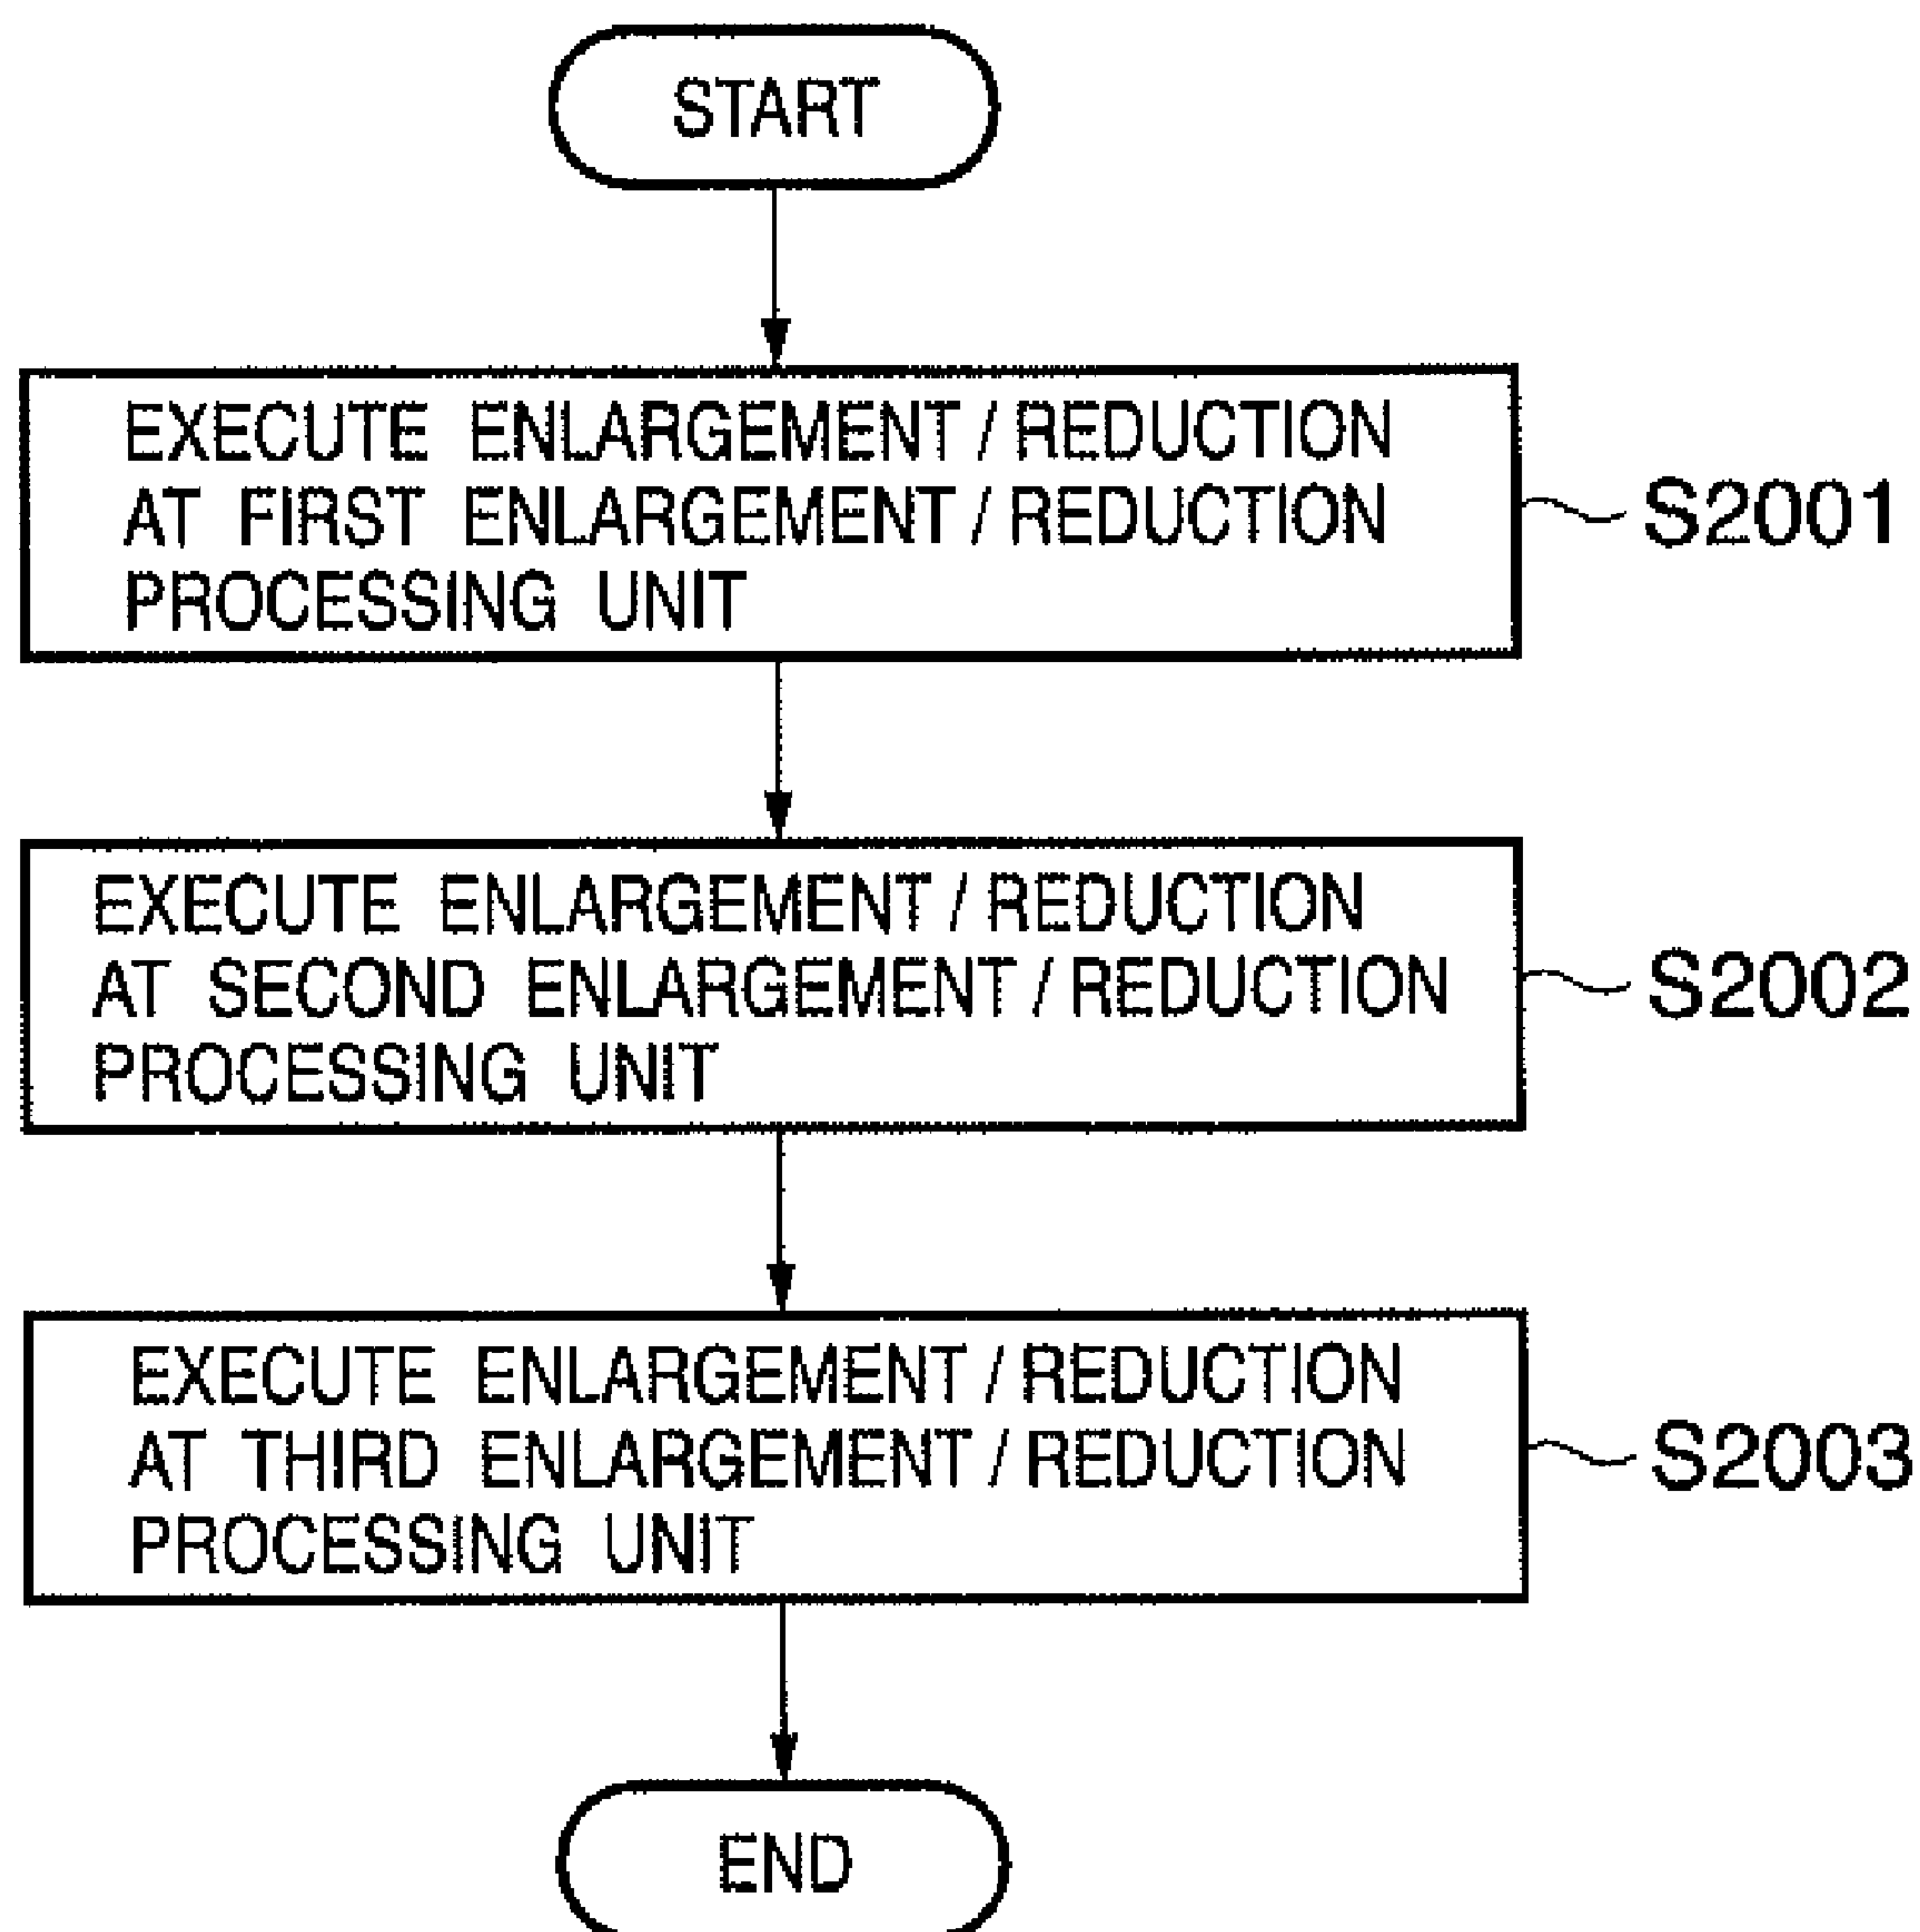 START
EXECUTE ENLARGEMENT / REDUCTION
AT FIRST ENLARGEMENT / REDUCTION
PROCESSING UNIT
S2001
EXECUTE ENLARGEMENT / REDUCTION
AT SECOND ENLARGEMENT / REDUCTION
PROCESSING UNIT
S2002
EXECUTE ENLARGEMENT / REDUCTION
AT THIRD ENLARGEMENT / REDUCTION
PROCESSING UNIT
S2003
END